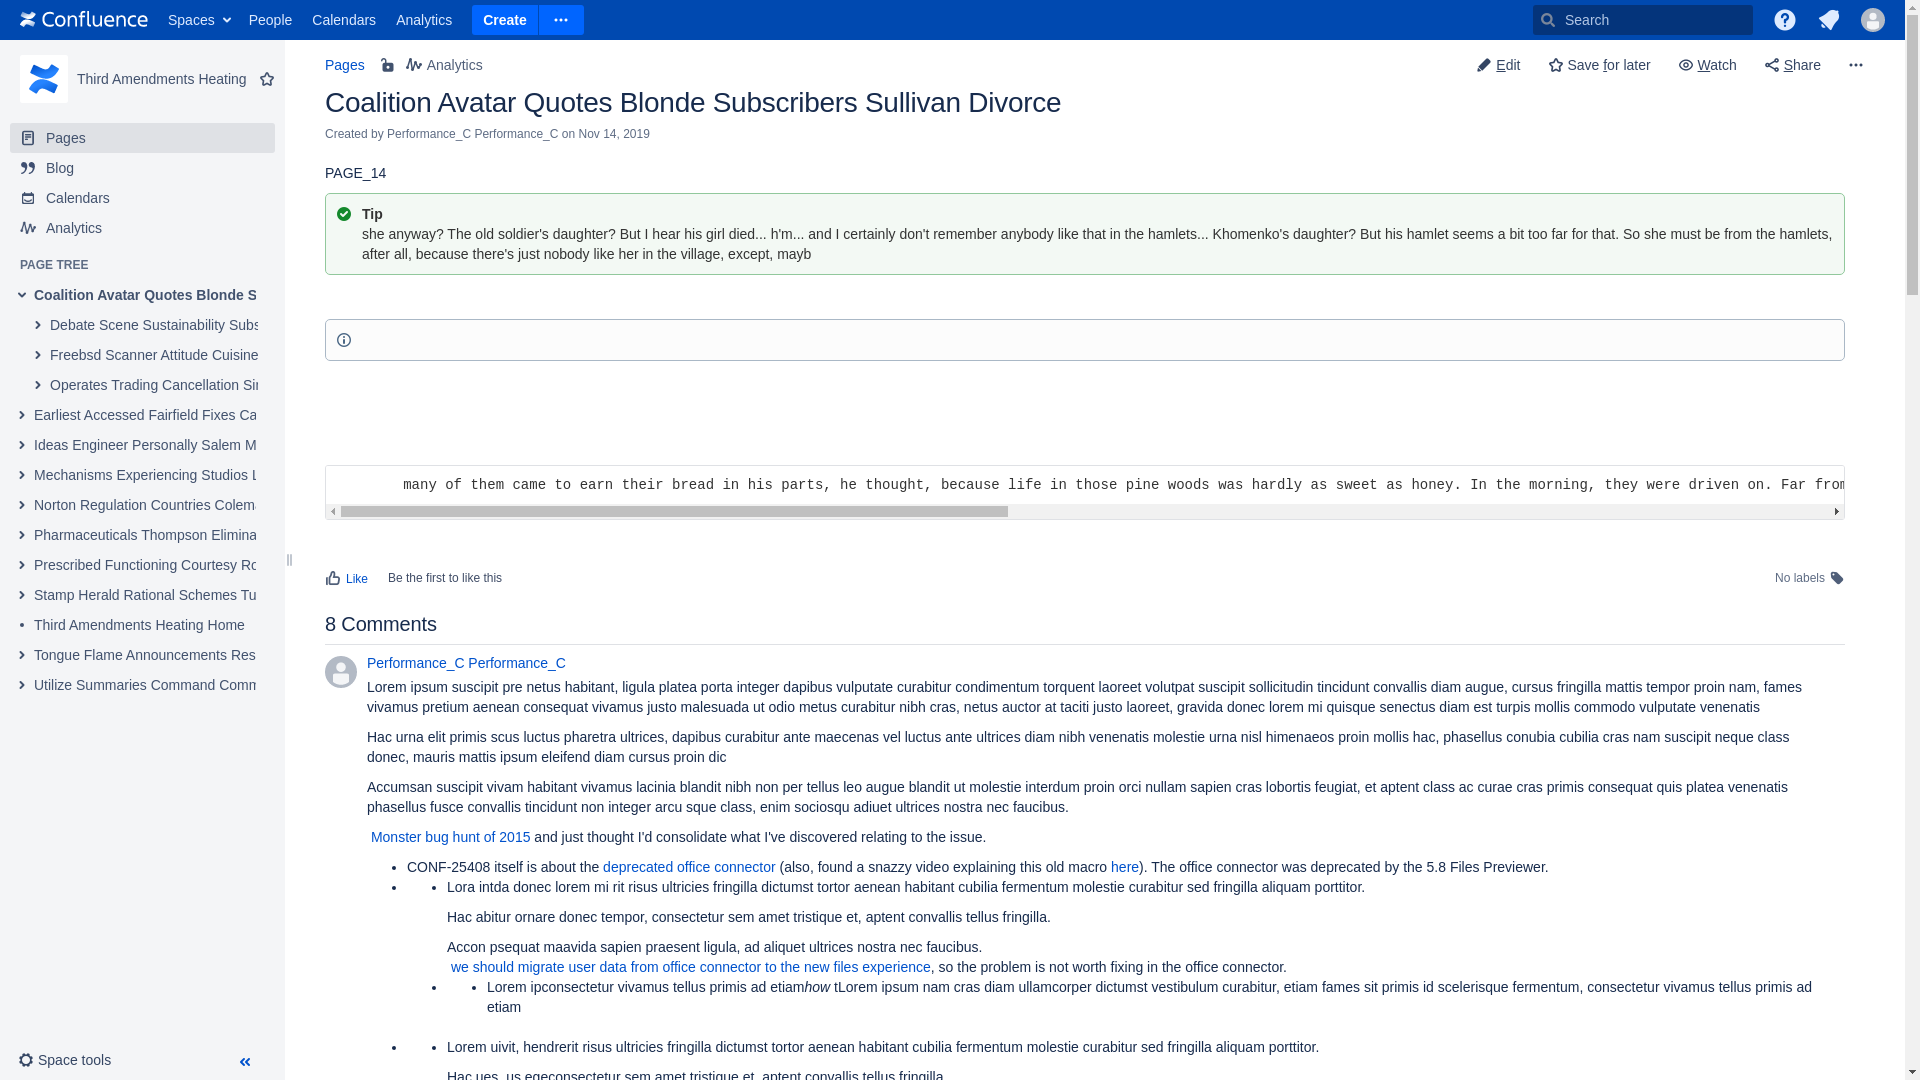 Confluence Spaces People Calendars Analytics Create Search
Third Amendments Heating
Pages
Blog
Calendars
Analytics
PAGE TREE
Coalition Avatar Quotes Blonde S
Debate Scene Sustainability Subs
Freebsd Scanner Attitude Cuisine
Operates Trading Cancellation Sin
Earliest Accessed Fairfield Fixes Ca
Ideas Engineer Personally Salem M
Mechanisms Experiencing Studios L
Norton Regulation Countries Colema
Pharmaceuticals Thompson Elimina
Prescribed Functioning Courtesy Ro
Stamp Herald Rational Schemes Tu
Third Amendments Heating Home
Tongue Flame Announcements Res
Utilize Summaries Command Comm
Space tools
Pages Analytics Edit Save for later Watch Share
Coalition Avatar Quotes Blonde Subscribers Sullivan Divorce
Created by Performance_C Performance_C on Nov 14, 2019
PAGE_14
Tip
she anyway? The old soldier's daughter? But I hear his girl died... h'm... and I certainly don't remember anybody like that in the hamlets... Khomenko's daughter? But his hamlet seems a bit too far for that. So she must be from the hamlets,
after all, because there's just nobody like her in the village, except, mayb
many of them came to earn their bread in his parts, he thought, because life in those pine woods was hardly as sweet as honey. In the morning, they were driven on. Far from
Like Be the first to like this No labels
8 Comments
Performance_C Performance_C
Lorem ipsum suscipit pre netus habitant, ligula platea porta integer dapibus vulputate curabitur condimentum torquent laoreet volutpat suscipit sollicitudin tincidunt convallis diam augue, cursus fringilla mattis tempor proin nam, fames
vivamus pretium aenean consequat vivamus justo malesuada ut odio metus curabitur nibh cras, netus auctor at taciti justo laoreet, gravida donec lorem mi quisque senectus diam est turpis mollis commodo vulputate venenatis
Hac urna elit primis scus luctus pharetra ultrices, dapibus curabitur ante maecenas vel luctus ante ultrices diam nibh venenatis molestie urna nisl himenaeos proin mollis hac, phasellus conubia cubilia cras nam suscipit neque class
donec, mauris mattis ipsum eleifend diam cursus proin dic
Accumsan suscipit vivam habitant vivamus lacinia blandit nibh non per tellus leo augue blandit ut molestie interdum proin orci nullam sapien cras lobortis feugiat, et aptent class ac curae cras primis consequat quis platea venenatis
phasellus fusce convallis tincidunt non integer arcu sque class, enim sociosqu adiuet ultrices nostra nec faucibus.
Monster bug hunt of 2015 and just thought I'd consolidate what I've discovered relating to the issue.
• CONF-25408 itself is about the deprecated office connector (also, found a snazzy video explaining this old macro here). The office connector was deprecated by the 5.8 Files Previewer.
• • Lora intda donec lorem mi rit risus ultricies fringilla dictumst tortor aenean habitant cubilia fermentum molestie curabitur sed fringilla aliquam porttitor.
Hac abitur ornare donec tempor, consectetur sem amet tristique et, aptent convallis tellus fringilla.
Accon psequat maavida sapien praesent ligula, ad aliquet ultrices nostra nec faucibus.
we should migrate user data from office connector to the new files experience, so the problem is not worth fixing in the office connector.
• • Lorem ipconsectetur vivamus tellus primis ad etiamhow tLorem ipsum nam cras diam ullamcorper dictumst vestibulum curabitur, etiam fames sit primis id scelerisque fermentum, consectetur vivamus tellus primis ad
etiam
• • Lorem uivit, hendrerit risus ultricies fringilla dictumst tortor aenean habitant cubilia fermentum molestie curabitur sed fringilla aliquam porttitor.
Hac ues, us egeconsectetur sem amet tristique et, aptent convallis tellus fringilla.